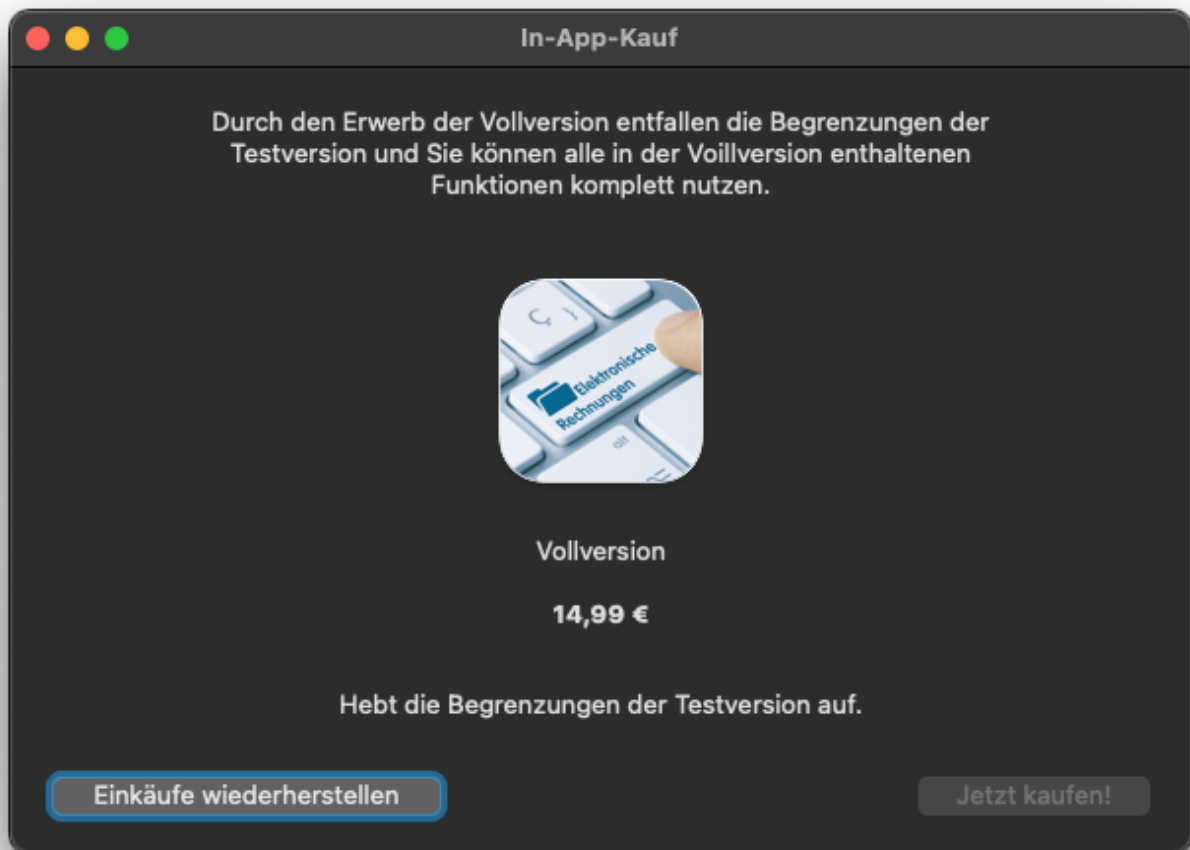 In-App-Kauf
Durch den Erwerb der Vollversion entfallen die Begrenzungen der
Testversion und Sie können alle in der Voillversion enthaltenen
Funktionen komplett nutzen.
Ç }
Elektronische
Rechnungen
alt
Vollversion
14,99 €
Hebt die Begrenzungen der Testversion auf.
Einkäufe wiederherstellen
Jetzt kaufen!